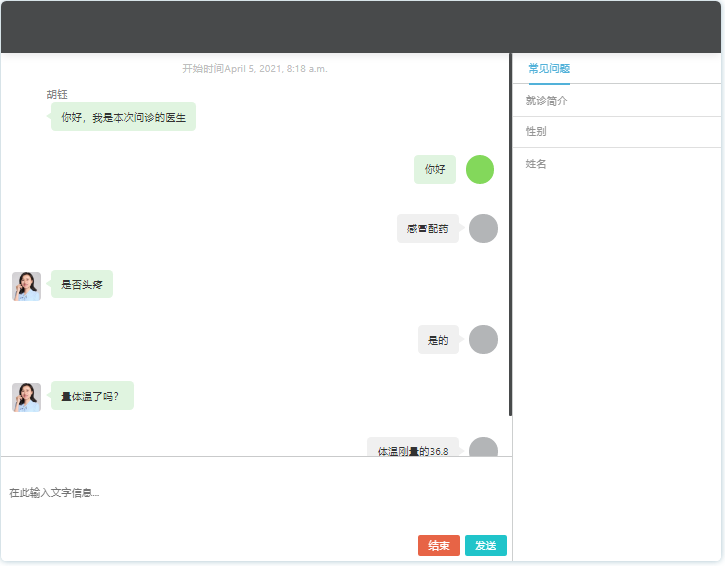 开始时间April 5, 2021, 8:18 a.m.
胡钰
你好，我是本次问诊的医生
你好
感冒配药
是否头疼
是的
量体温了吗？
体温刚量的36.8
在此输入文字信息...
结束
发送
常见问题
就诊简介
性别
姓名